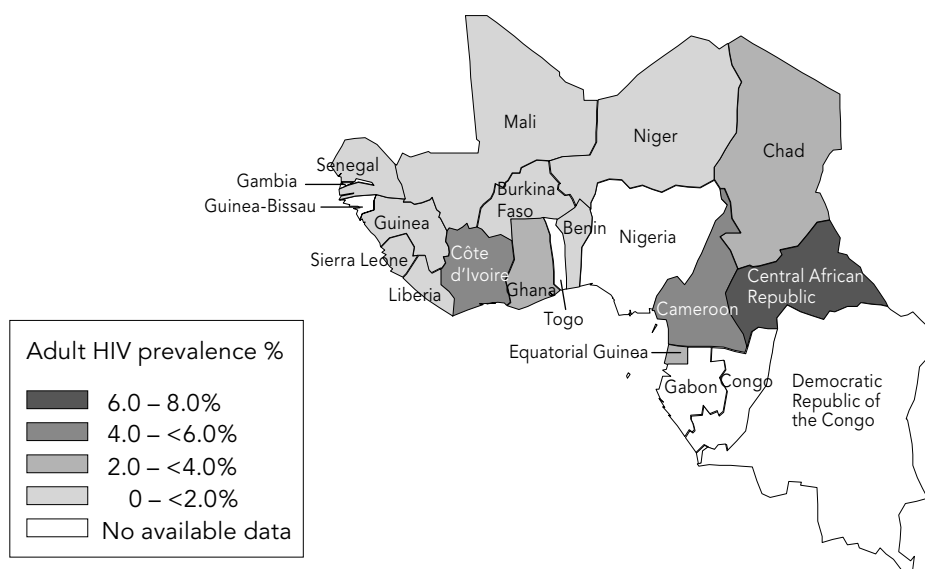 Mali
Niger
Chad
Senegal
Gambia
Guinea-Bissau
Burkina
Faso
Guinea
Benin
Nigeria
Sierra Leone
Côte
d'Ivoire
Liberia
Ghana
Central African
Republic
Cameroon
Togo
Equatorial Guinea
Gabon
Congo
Democratic
Republic of
the Congo
Adult HIV prevalence %
6.0 – 8.0%
4.0 – <6.0%
2.0 – <4.0%
0 – <2.0%
No available data